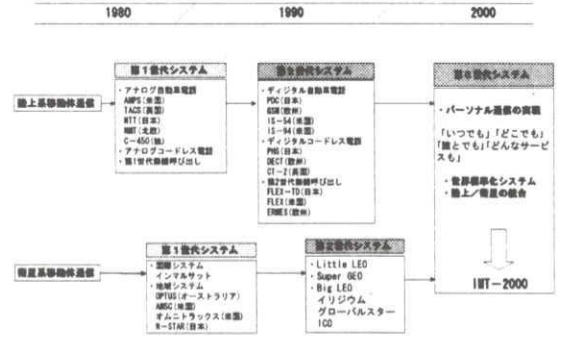 1980
1990
2000
第1世代システム
・アナログ自動車電話
AMPS(米国)
TACS(英国)
NTT(日本)
NMT(北欧)
C-450(独)
・アナログコードレス電話
・第1世代無線呼び出し
第2世代システム
・ディジタル自動車電話
PDC(日本)
GSM(欧州)
IS-54(米国)
IS-94(米国)
・ディジタルコードレス電話
PHS(日本)
DECT(欧州)
CT-2(英国)
・第2世代無線呼び出し
FLEX-TD(日本)
FLEX(米国)
ERMES(欧州)
第3世代システム
・パーソナル通信の実現
「いつでも」「どこでも」
「誰とでも」「どんなサービ
スも」
・世界標準化システム
・陸上/衛星の統合
IMT-2000
陸上系移動体通信
衛星系移動体通信
第1世代システム
・国際システム
インマルサット
・地域システム
OPTUS(オーストラリア)
AMSC(米国)
オムニトラックス(米国)
N-STAR(日本)
第2世代システム
・Little LEO
・Super GEO
・Big LEO
イリジウム
グローバルスター
ICO